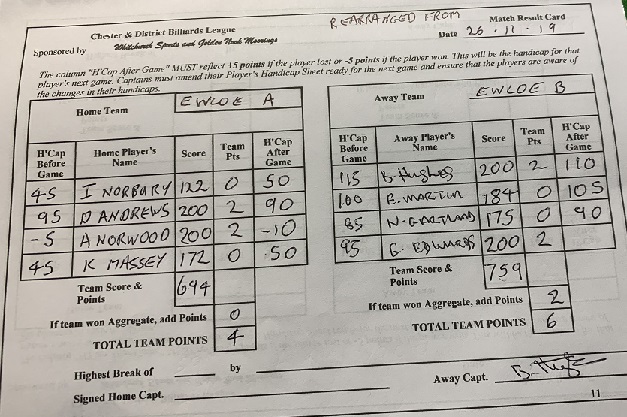 Chester & District Billiards League
REARRANGED FROM
Match Result Card
Sponsored by Whitchurch Sports and Golden Nook Moorings
Date 26.11.19
The column "H'Cap After Game" MUST reflect +5 points if the player lost or -5 points if the player won. This will be the handicap for that
player's next game. Captains must amend their Player's Handicap Sheet ready for the next game and ensure that the players are aware of
the changes in their handicaps.
Home Team EWLOE A
H'Cap Before Game Home Player's Name Score Team Pts H'Cap After Game
45 I NORBURY 122 0 50
95 D ANDREWS 200 2 90
-5 A NORWOOD 200 2 -10
45 K MASSEY 172 0 50
Team Score & Points 694
If team won Aggregate, add Points 0
TOTAL TEAM POINTS 4
Away Team EWLOE B
H'Cap Before Game Away Player's Name Score Team Pts H'Cap After Game
115 B. Hughes 200 2 110
100 E. MARTIN 184 0 105
85 N. GARTLAND 175 0 90
95 G. EDWARDS 200 2
Team Score & Points 759
If team won Aggregate, add Points 2
TOTAL TEAM POINTS 6
Highest Break of by
Signed Home Capt. Away Capt.
11